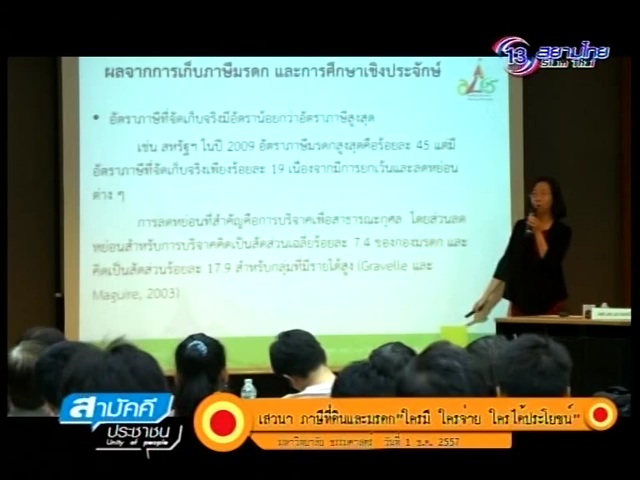 13 สยามไทย
SIAM THAI
ผลจากการเก็บภาษีมรดก และการศึกษาเชิงประจักษ์
• อัตราภาษีที่จัดเก็บจริงมีอัตราน้อยกว่าอัตราภาษีสูงสุด
เช่น สหรัฐฯ ในปี 2009 อัตราภาษีมรดกสูงสุดคือร้อยละ 45 แต่มี
อัตราภาษีที่จัดเก็บจริงเพียงร้อยละ 19 เนื่องจากมีการยกเว้นและลดหย่อน
ต่าง ๆ
การลดหย่อนที่สำคัญคือการบริจาคเพื่อสาธารณะกุศล โดยส่วนลด
หย่อนสำหรับการบริจาคคิดเป็นสัดส่วนเฉลี่ยร้อยละ 7.4 ของกองมรดก และ
คิดเป็นสัดส่วนร้อยละ 17.9 สำหรับกลุ่มที่มีรายได้สูง (Gravelle และ
Maguire, 2003)
สามัคคี
ประชาชน
Unity of people
เสวนา ภาษีที่ดินและมรดก"ใครมี ใครจ่าย ใครได้ประโยชน์"
มหาวิทยาลัย ธรรมศาสตร์ วันที่ 1 ธ.ค. 2557